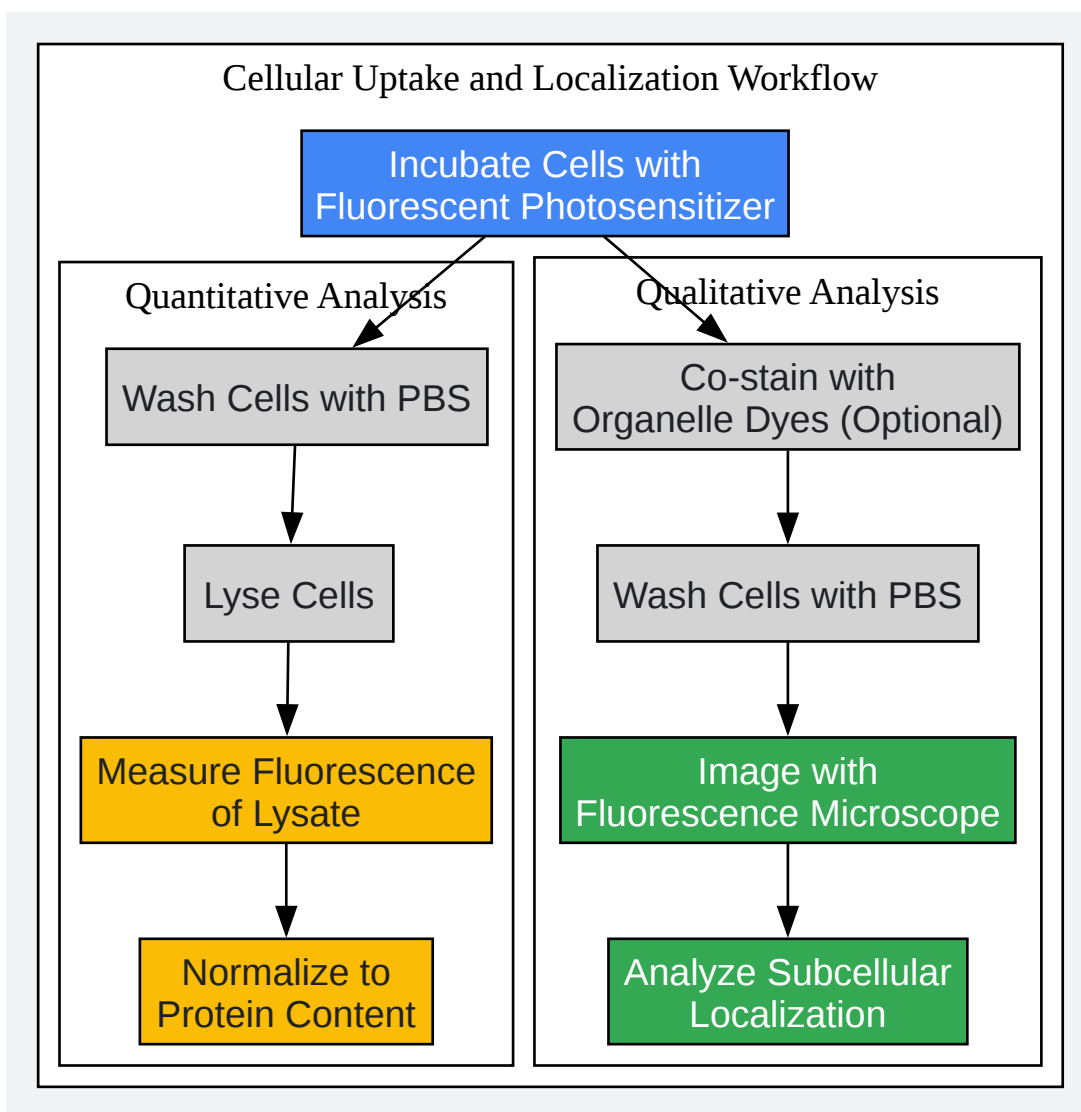 Cellular Uptake and Localization Workflow
Incubate Cells with
Fluorescent Photosensitizer
Quantitative Analysis
Wash Cells with PBS
Lyse Cells
Measure Fluorescence
of Lysate
Normalize to
Protein Content
Qualitative Analysis
Co-stain with
Organelle Dyes (Optional)
Wash Cells with PBS
Image with
Fluorescence Microscope
Analyze Subcellular
Localization